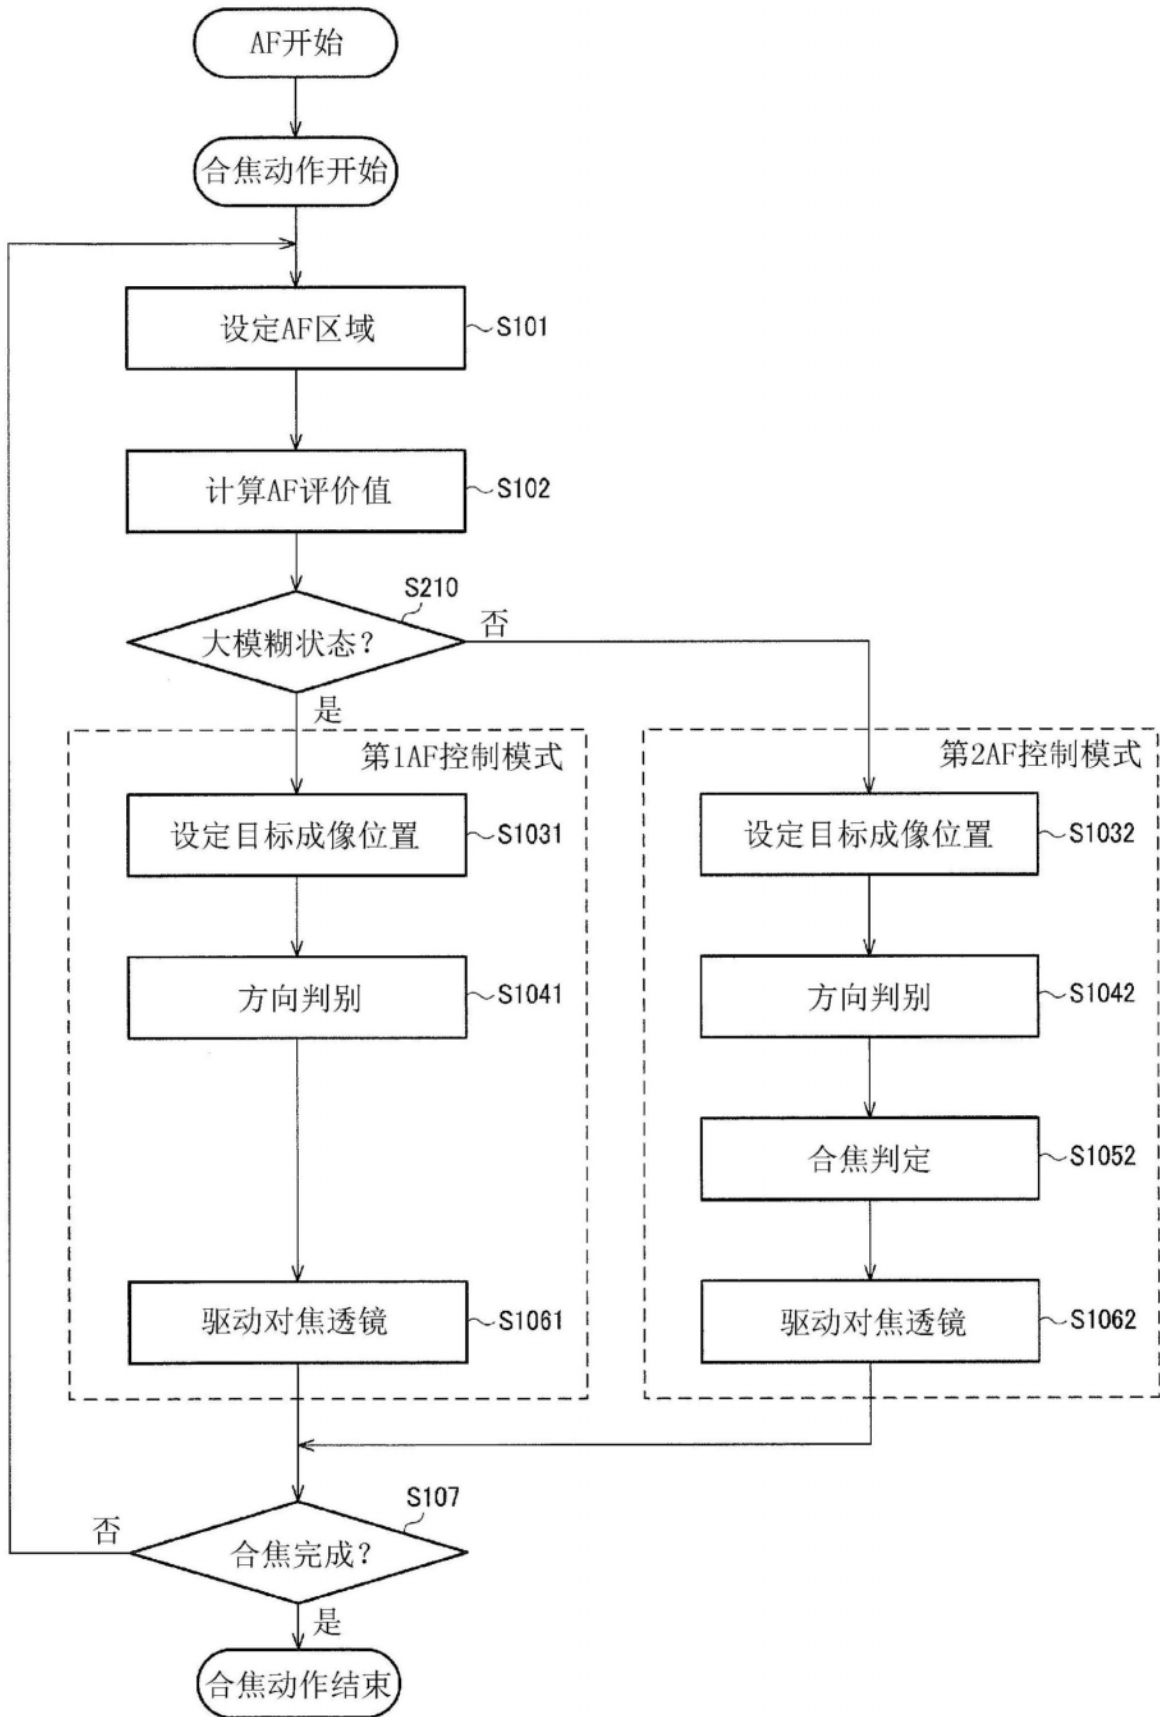 AF开始
合焦动作开始
设定AF区域
S101
计算AF评价值
S102
S210
大模糊状态?
否
是
第1AF控制模式
设定目标成像位置
S1031
方向判别
S1041
驱动对焦透镜
S1061
第2AF控制模式
设定目标成像位置
S1032
方向判别
S1042
合焦判定
S1052
驱动对焦透镜
S1062
S107
否
合焦完成?
是
合焦动作结束